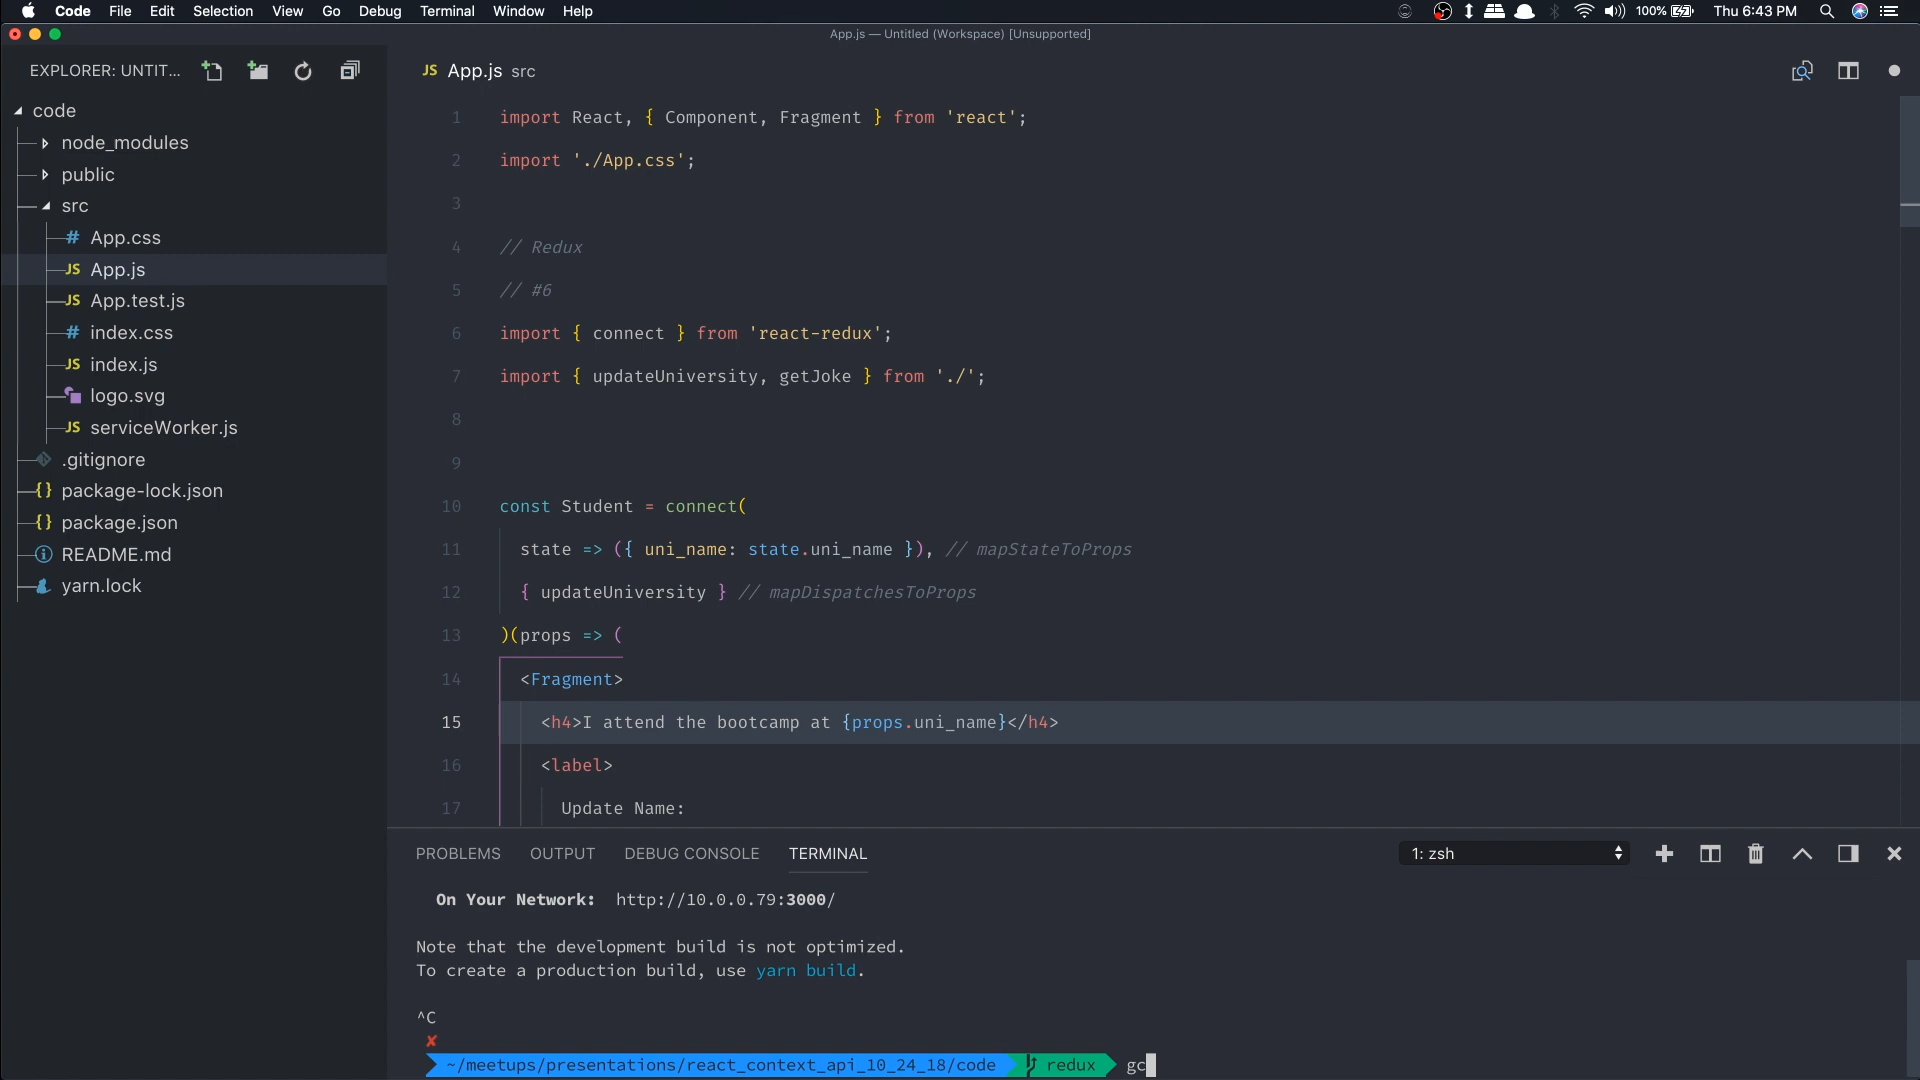 Code File Edit Selection View Go Debug Terminal Window Help 100% Thu 6:43 PM
App.js — Untitled (Workspace) [Unsupported]
EXPLORER: UNTIT...
code
node_modules
public
src
# App.css
JS App.js
JS App.test.js
# index.css
JS index.js
logo.svg
JS serviceWorker.js
.gitignore
{} package-lock.json
{} package.json
README.md
yarn.lock
JS App.js src
1 import React, { Component, Fragment } from 'react';
2 import './App.css';
3
4 // Redux
5 // #6
6 import { connect } from 'react-redux';
7 import { updateUniversity, getJoke } from './';
8
9
10 const Student = connect(
11 state => ({ uni_name: state.uni_name }), // mapStateToProps
12 { updateUniversity } // mapDispatchesToProps
13 )(props => (
14 <Fragment>
15 <h4>I attend the bootcamp at {props.uni_name}</h4>
16 <label>
17 Update Name:
PROBLEMS OUTPUT DEBUG CONSOLE TERMINAL 1: zsh
On Your Network: http://10.0.0.79:3000/
Note that the development build is not optimized.
To create a production build, use yarn build.
^C
✘
~/meetups/presentations/react_context_api_10_24_18/code redux gc